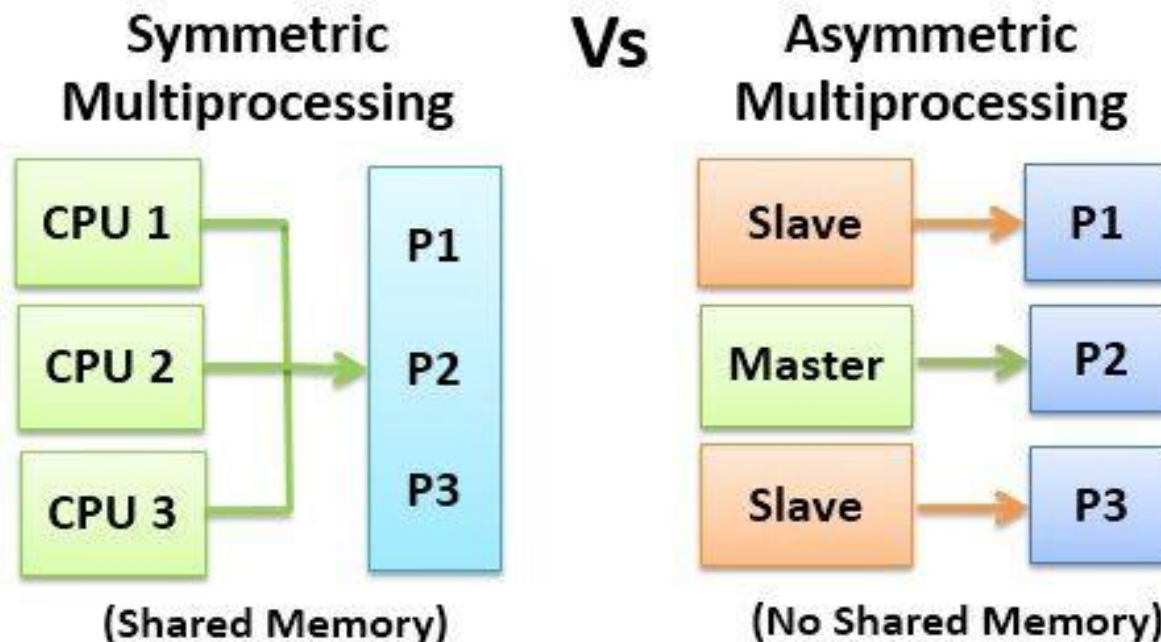 Symmetric
Multiprocessing
Vs
Asymmetric
Multiprocessing
CPU 1
CPU 2
CPU 3
P1
P2
P3
(Shared Memory)
Slave
P1
Master
P2
Slave
P3
(No Shared Memory)